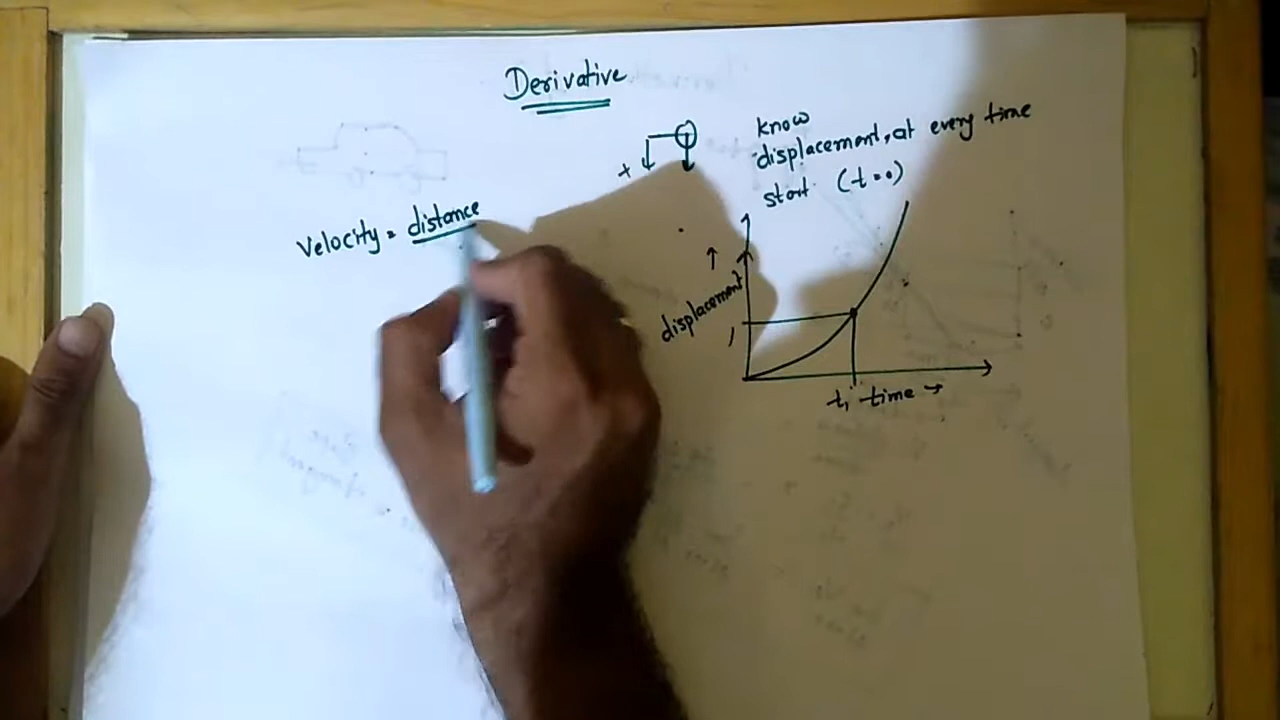 Derivative
know
displacement, at every time
start (t=0)
+
Velocity = distance
↑
displacement
t₁ time →